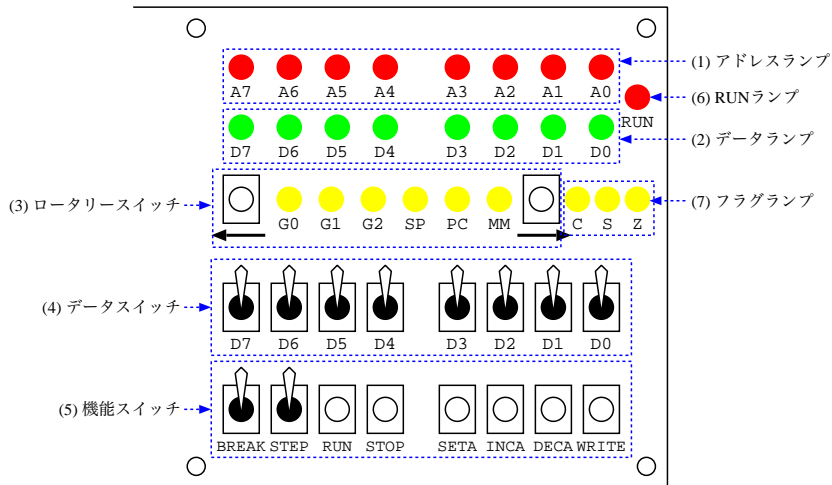 (1) アドレスランプ
A7 A6 A5 A4 A3 A2 A1 A0
(6) RUNランプ
RUN
(2) データランプ
D7 D6 D5 D4 D3 D2 D1 D0
(3) ロータリースイッチ
G0 G1 G2 SP PC MM
C S Z
(7) フラグランプ
(4) データスイッチ
D7 D6 D5 D4 D3 D2 D1 D0
(5) 機能スイッチ
BREAK STEP RUN STOP SETA INCA DECA WRITE